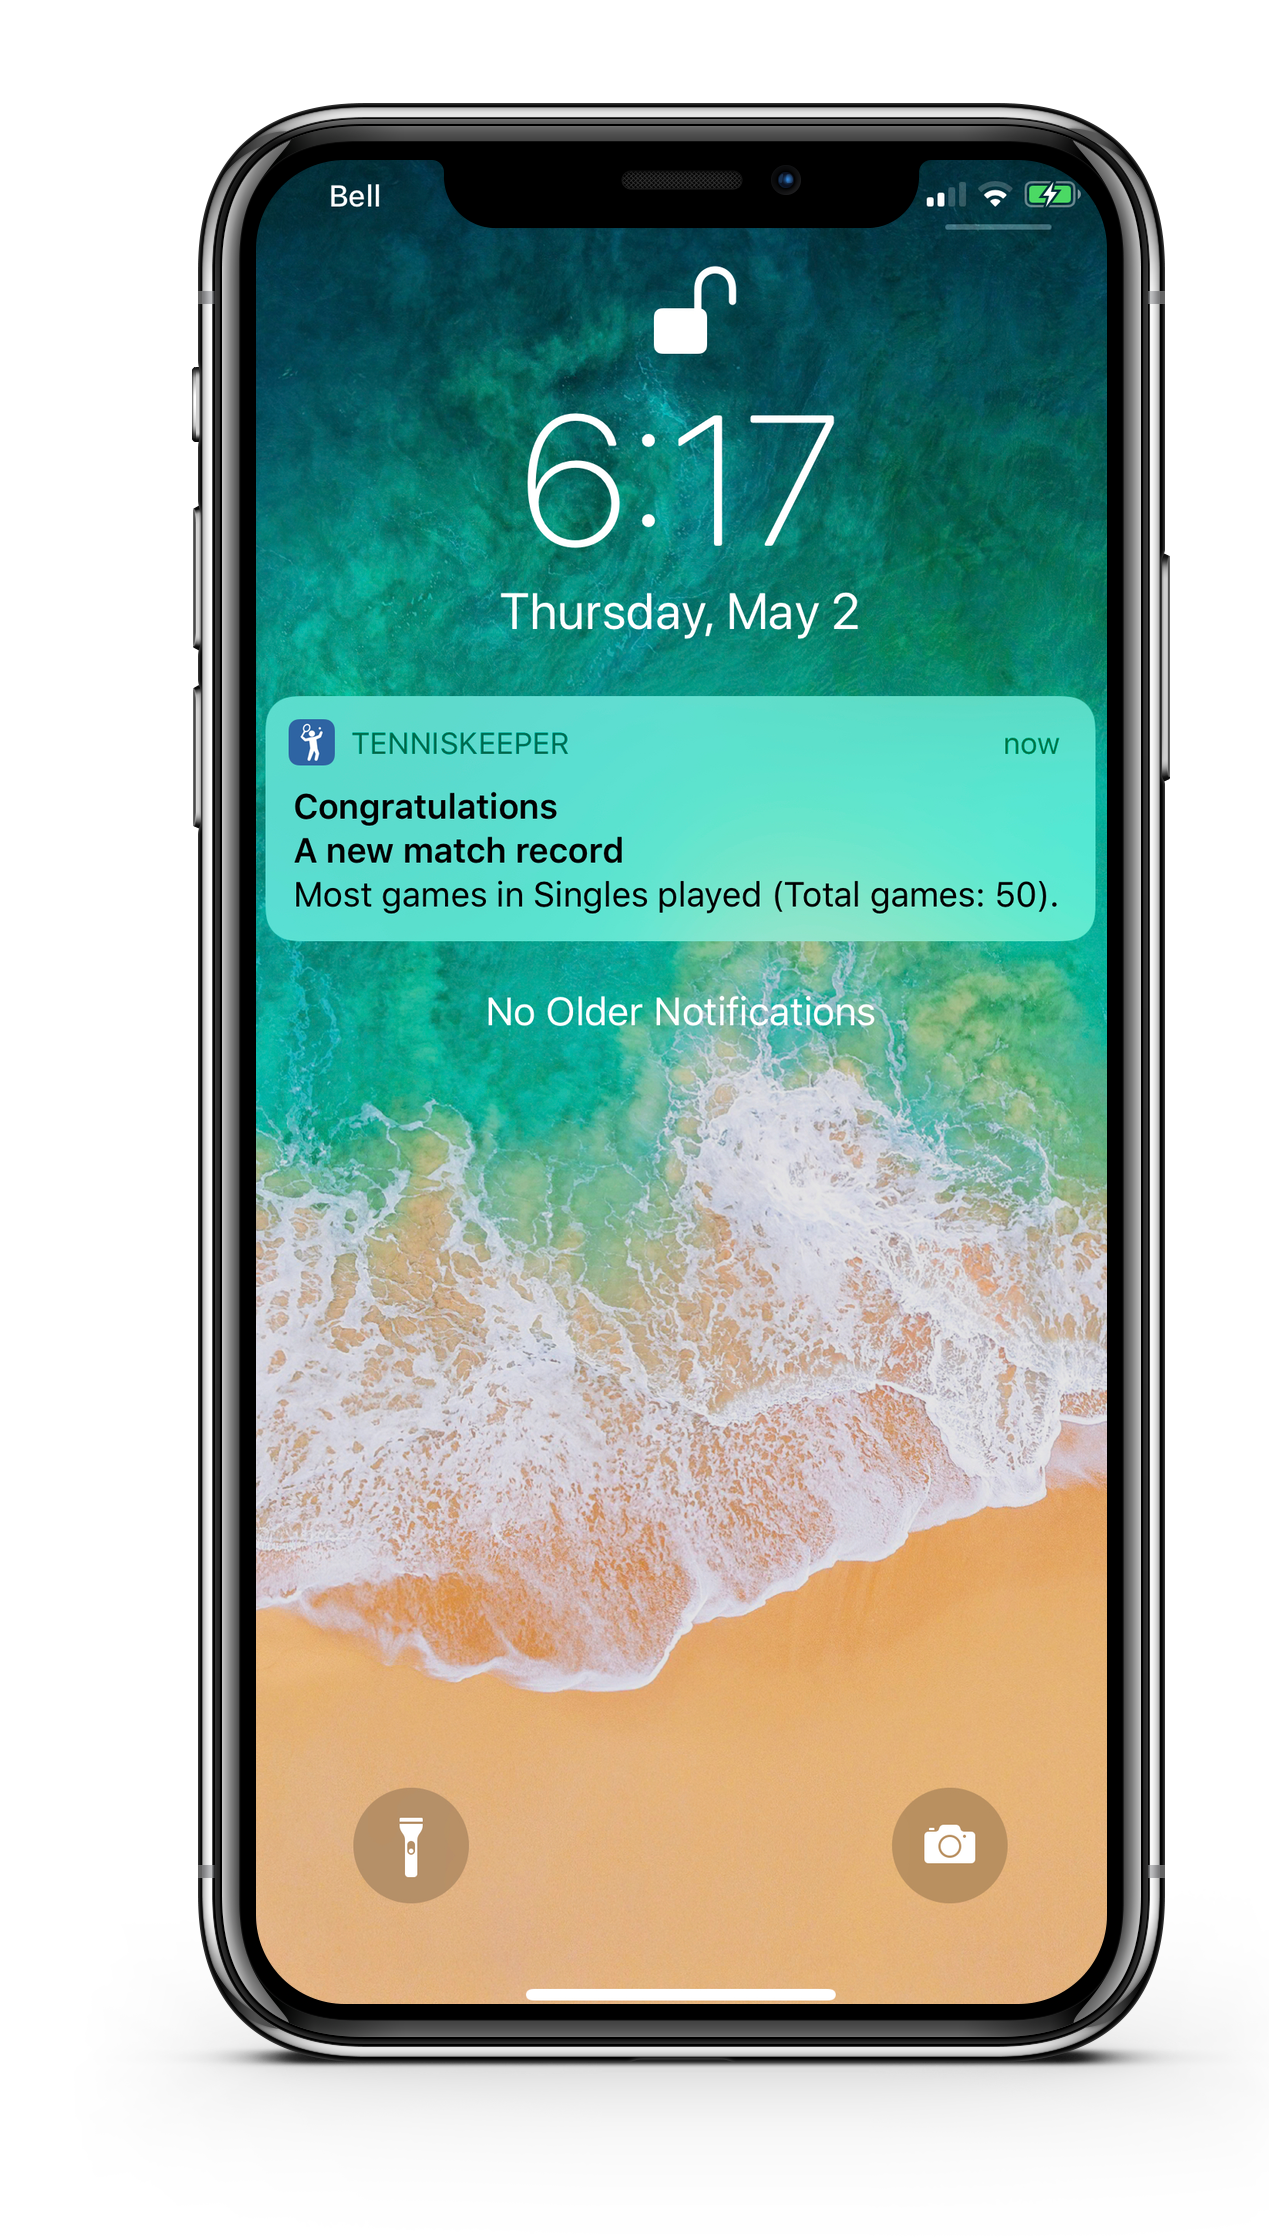 Bell
6:17
Thursday, May 2
TENNISKEEPER now
Congratulations
A new match record
Most games in Singles played (Total games: 50).
No Older Notifications